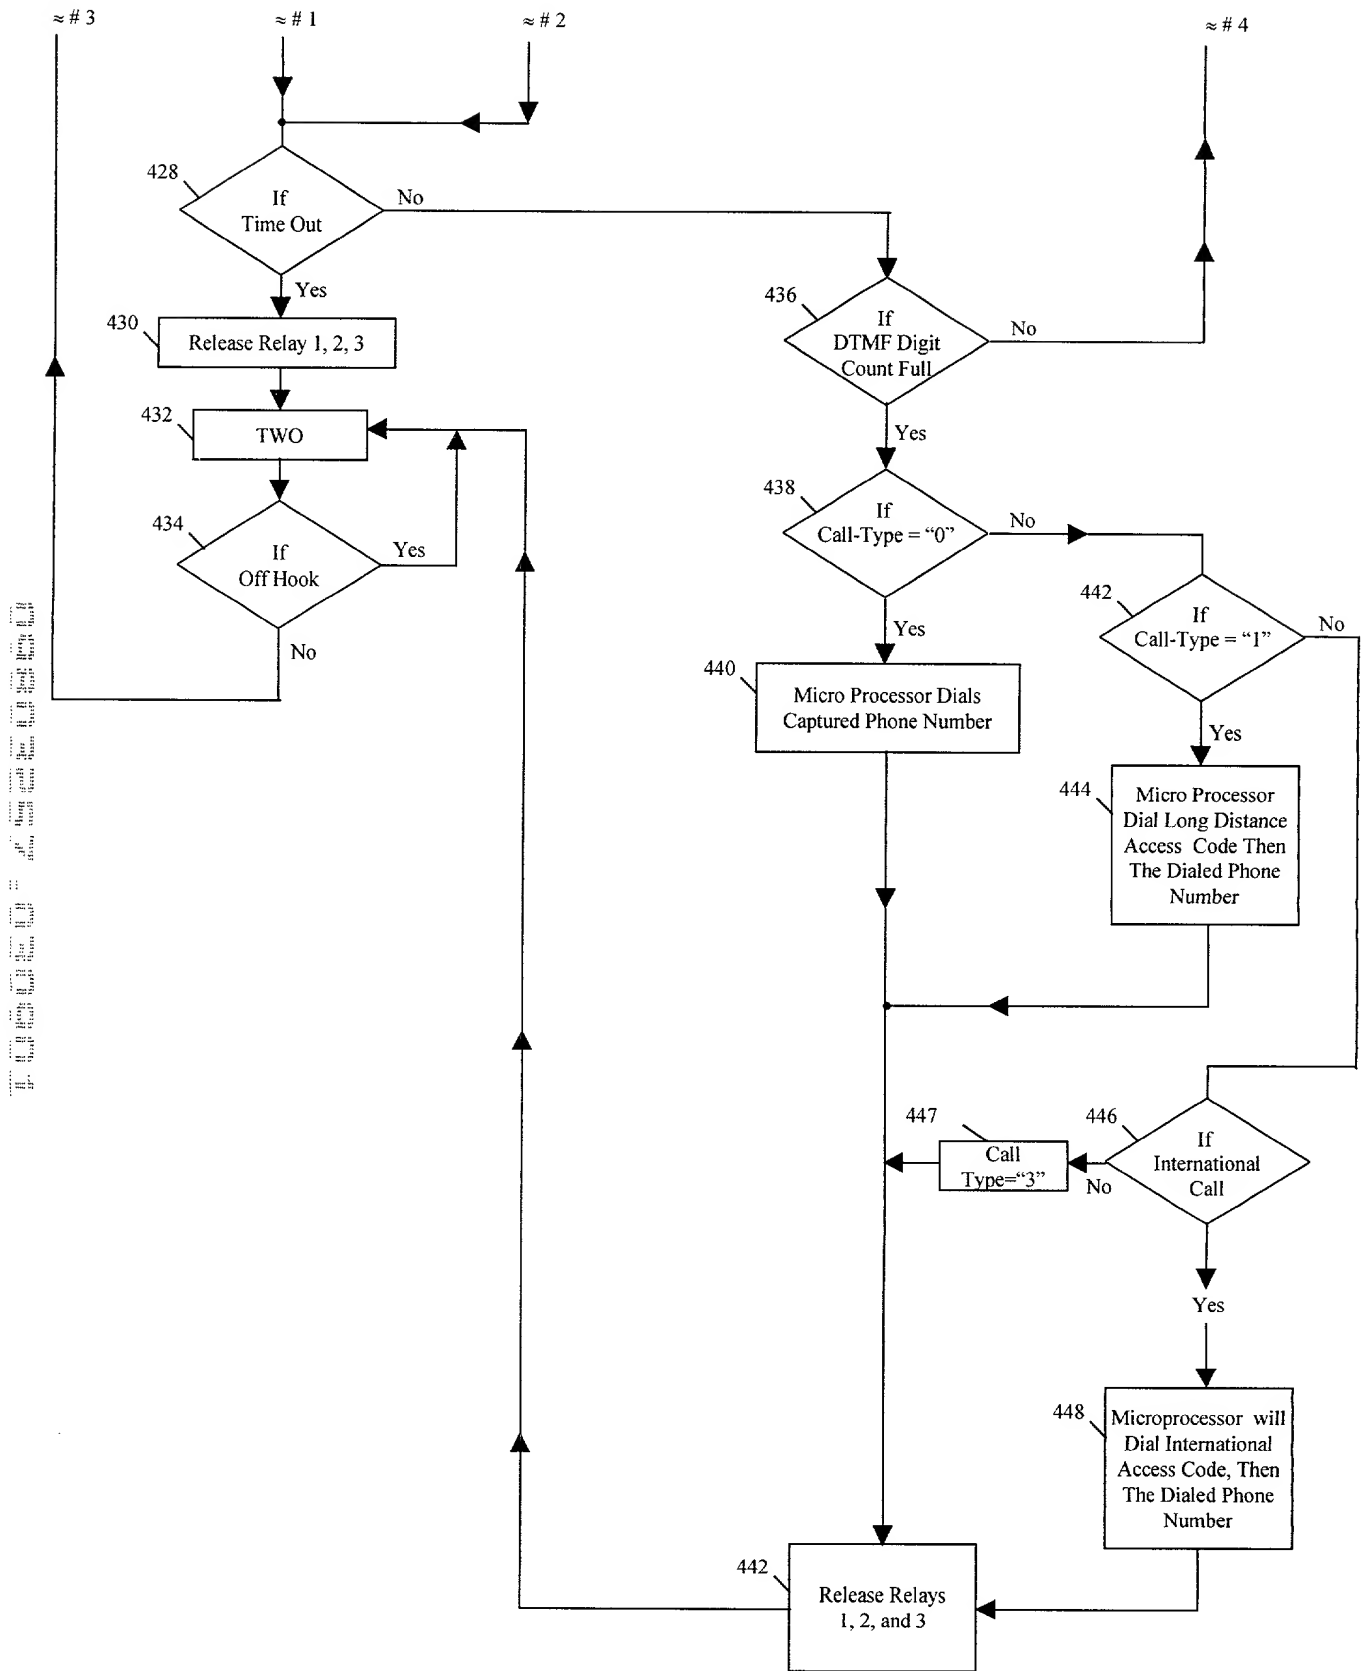 ≈ # 3
≈ # 1
≈ # 2
≈ # 4
428
If
Time Out
No
Yes
430
Release Relay 1, 2, 3
432
TWO
434
If
Off Hook
Yes
No
436
If
DTMF Digit
Count Full
No
Yes
438
If
Call-Type = “0”
No
Yes
440
Micro Processor Dials
Captured Phone Number
442
If
Call-Type = “1”
No
Yes
444
Micro Processor
Dial Long Distance
Access Code Then
The Dialed Phone
Number
446
If
International
Call
No
447
Call
Type=“3”
Yes
448
Microprocessor will
Dial International
Access Code, Then
The Dialed Phone
Number
442
Release Relays
1, 2, and 3